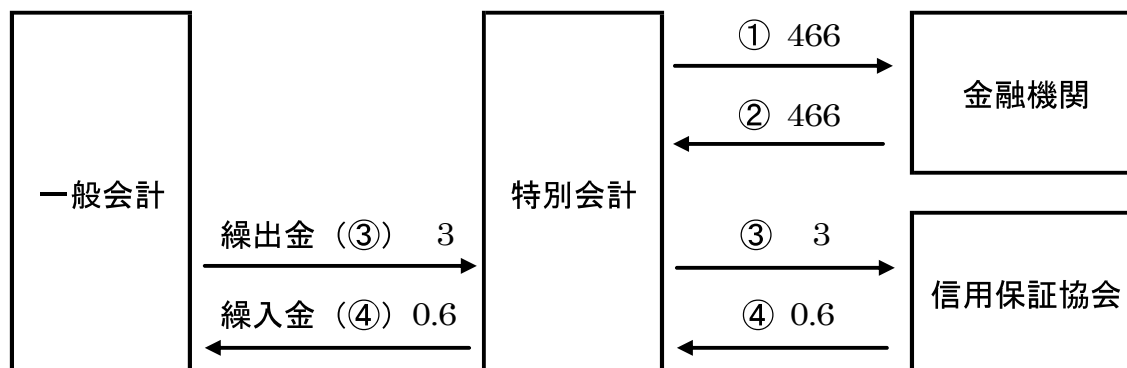 一般会計
繰出金（③） 3
繰入金（④）0.6
特別会計
① 466
② 466
③ 3
④ 0.6
金融機関
信用保証協会